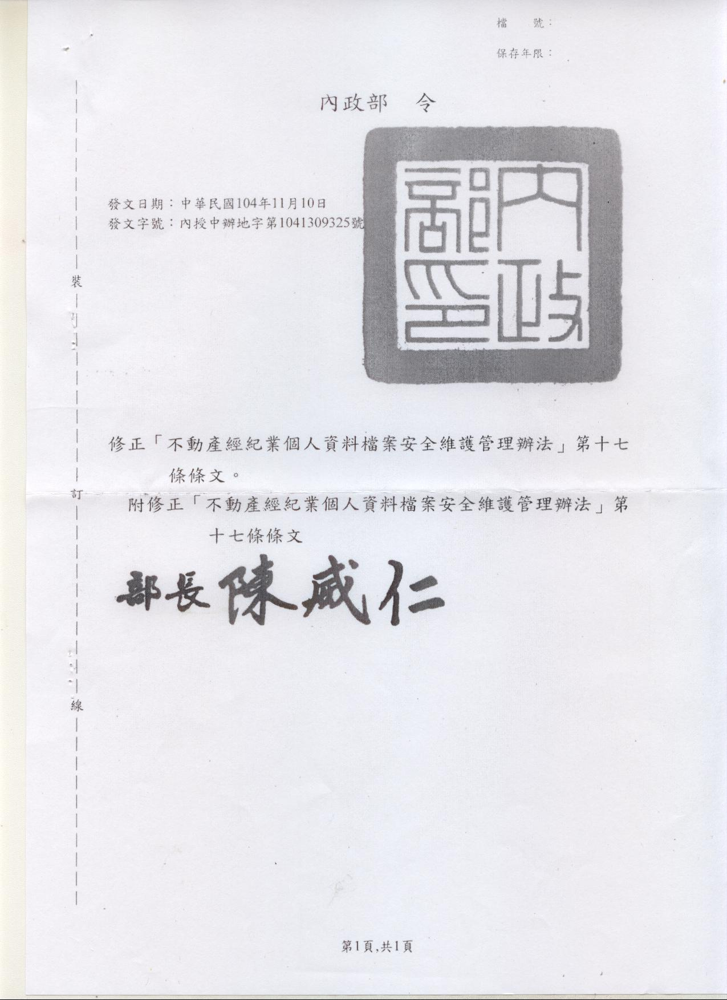 檔　　號：
保存年限：
內政部　令
內政部印
發文日期：中華民國104年11月10日
發文字號：內授中辦地字第1041309325號
修正「不動產經紀業個人資料檔案安全維護管理辦法」第十七
條條文。
附修正「不動產經紀業個人資料檔案安全維護管理辦法」第
十七條條文
部長 陳威仁
裝
訂
線
第1頁,共1頁